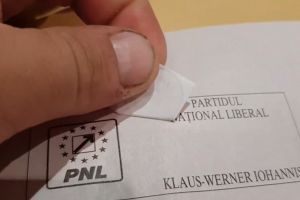 PARTIDUL
NAȚIONAL LIBERAL
PNL
KLAUS-WERNER IOHANNIS